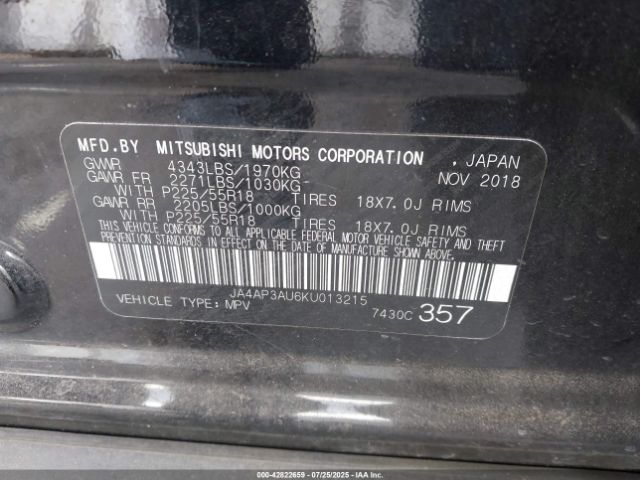 MFD.BY MITSUBISHI MOTORS CORPORATION , JAPAN
GVWR 4343LBS/1970KG NOV 2018
GAWR FR 2271LBS/1030KG
WITH P225/55R18 TIRES 18X7.0J RIMS
GAWR RR 2205LBS/1000KG
WITH P225/55R18 TIRES 18X7.0J RIMS
THIS VEHICLE CONFORMS TO ALL APPLICABLE FEDERAL MOTOR VEHICLE SAFETY AND THEFT
PREVENTION STANDARDS IN EFFECT ON THE DATE OF MANUFACTURE SHOWN ABOVE.
JA4AP3AU6KU013215
VEHICLE TYPE: MPV 7430C 357
000-42822659 | 07/25/2025 | IAAI.CA